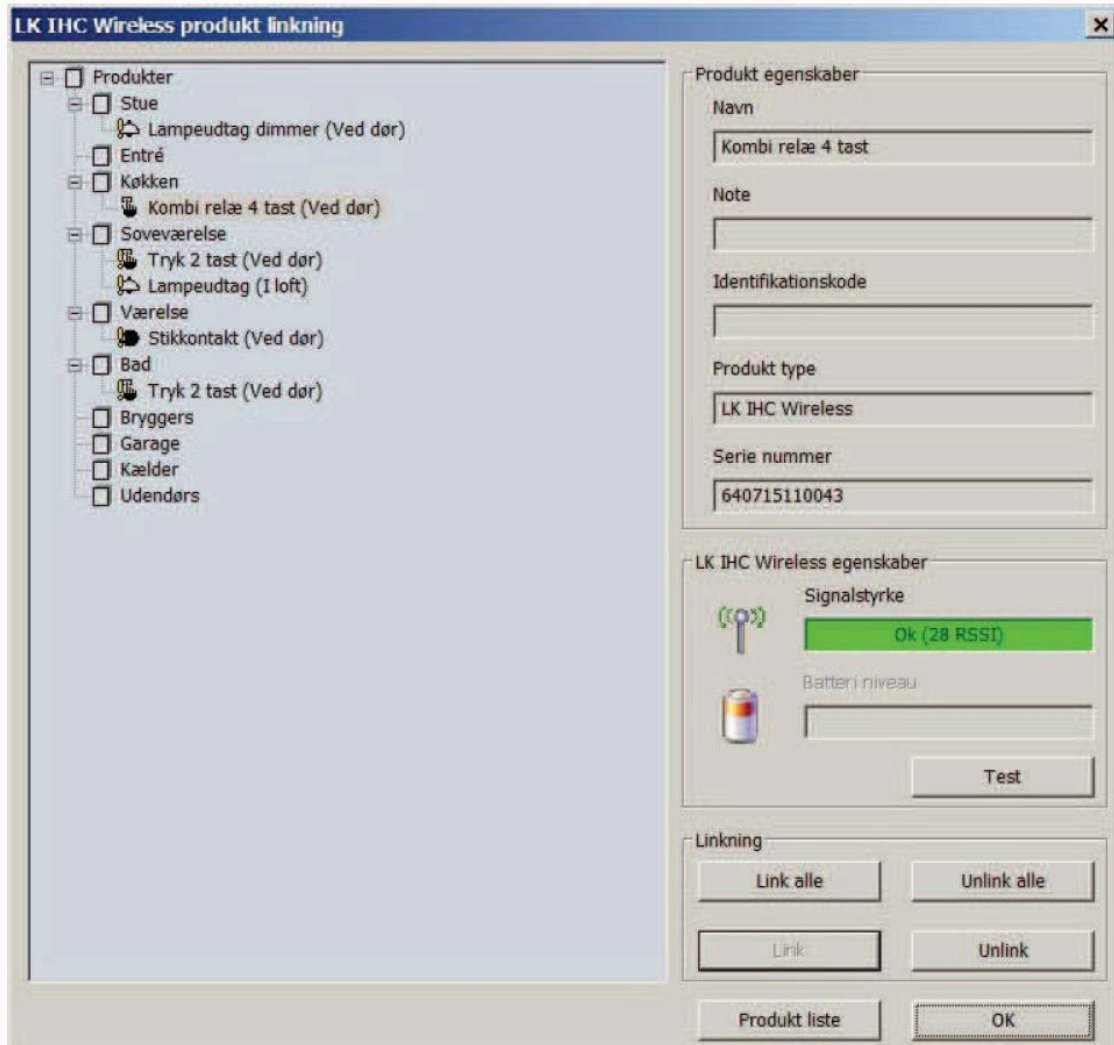 LK IHC Wireless produkt linkning
Produkter
Stue
Lampeudtag dimmer (Ved dør)
Entré
Køkken
Kombi relæ 4 tast (Ved dør)
Soveværelse
Tryk 2 tast (Ved dør)
Lampeudtag (I loft)
Værelse
Stikkontakt (Ved dør)
Bad
Tryk 2 tast (Ved dør)
Bryggers
Garage
Kælder
Udendørs
Produkt egenskaber
Navn
Kombi relæ 4 tast
Note
Identifikationskode
Produkt type
LK IHC Wireless
Serie nummer
640715110043
LK IHC Wireless egenskaber
Signalstyrke
Ok (28 RSSI)
Batteri niveau
Test
Linkning
Link alle
Unlink alle
Link
Unlink
Produkt liste
OK